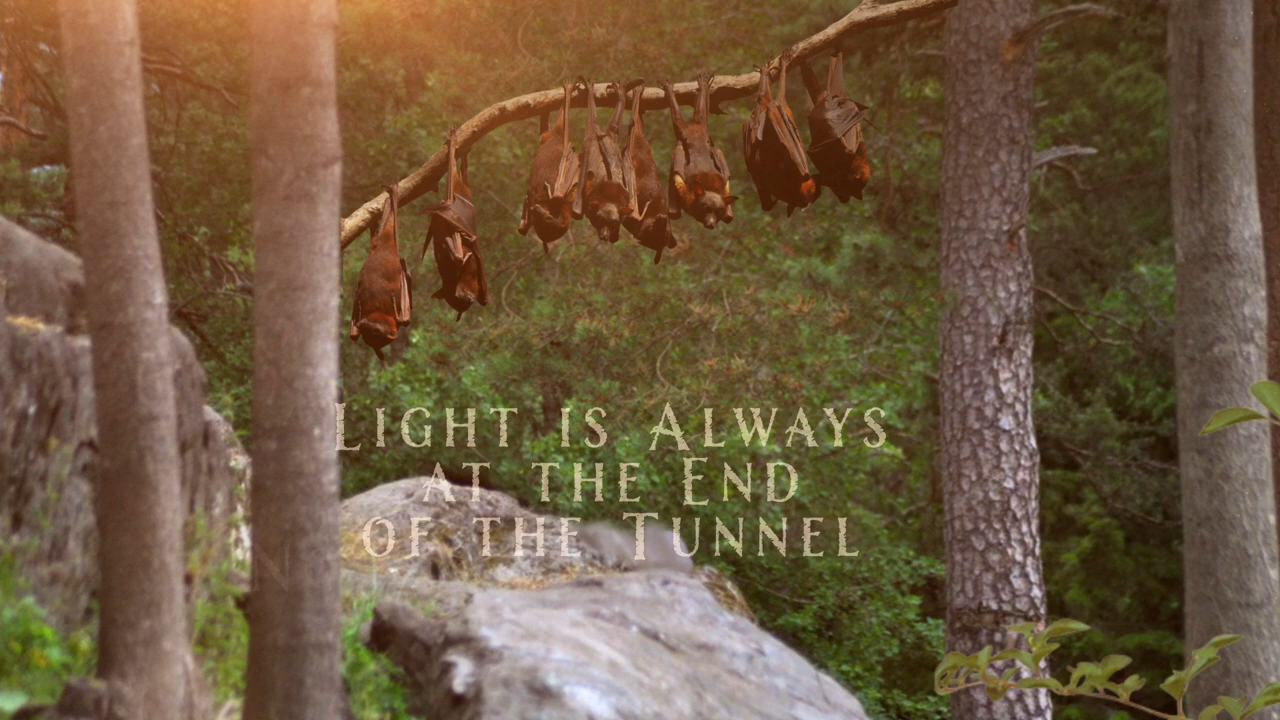 Light is Always
at the End
of the Tunnel